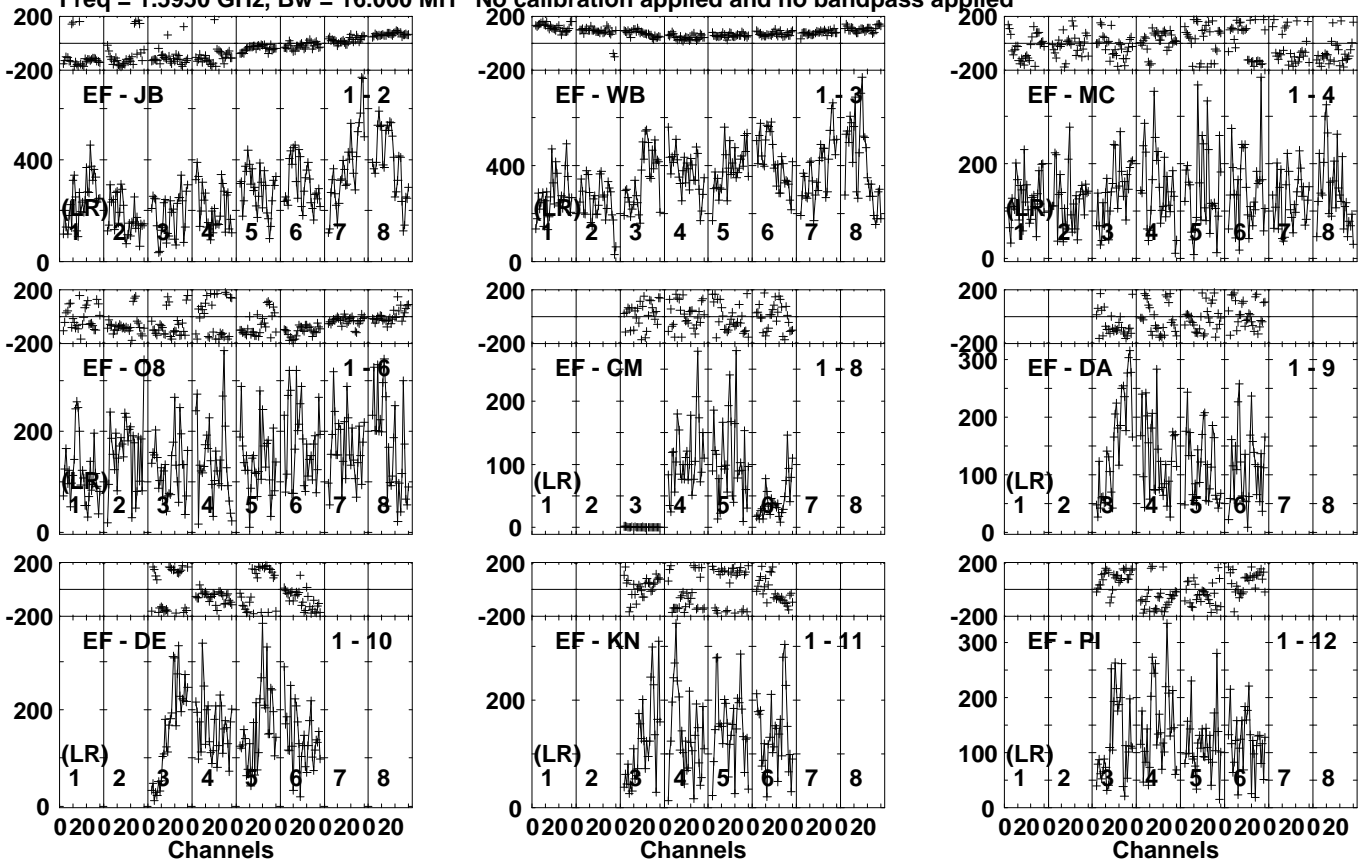 Freq = 1.5950 GHz, Bw = 16.000 MH No calibration applied and no bandpass applied
200 200 200
-200 -200 -200
EF - JB 1 - 2 EF - WB 1 - 3 EF - MC 1 - 4
400 400 200
(LR) (LR) (LR)
1 2 3 4 5 6 7 8 1 2 3 4 5 6 7 8 1 2 3 4 5 6 7 8
0 0 0
200 200 200
-200 -200 -200
EF - O8 1 - 6 EF - CM 1 - 8 EF - DA 1 - 9
300
200 200 200
100 100
(LR) (LR) (LR)
1 2 3 4 5 6 7 8 1 2 3 4 5 6 7 8 1 2 3 4 5 6 7 8
0 0 0
200 200 200
-200 -200 -200
EF - DE 1 - 10 EF - KN 1 - 11 EF - PI 1 - 12
300
200 200 200
100
(LR) (LR) (LR)
1 2 3 4 5 6 7 8 1 2 3 4 5 6 7 8 1 2 3 4 5 6 7 8
0 0 0
0 20 0 20 0 20 0 20 0 20 0 20 0 20 0 20 0 20 0 20 0 20 0 20 0 20 0 20 0 20 0 20 0 20 0 20 0 20 0 20 0 20 0 20 0 20 0 20
Channels Channels Channels